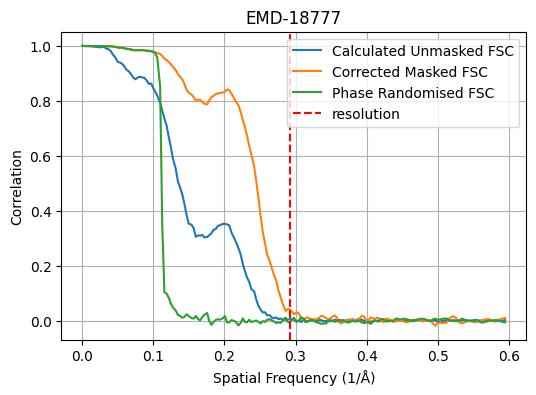 EMD-18777
Calculated Unmasked FSC
Corrected Masked FSC
Phase Randomised FSC
resolution
Correlation
1.0
0.8
0.6
0.4
0.2
0.0
0.0 0.1 0.2 0.3 0.4 0.5 0.6
Spatial Frequency (1/Å)